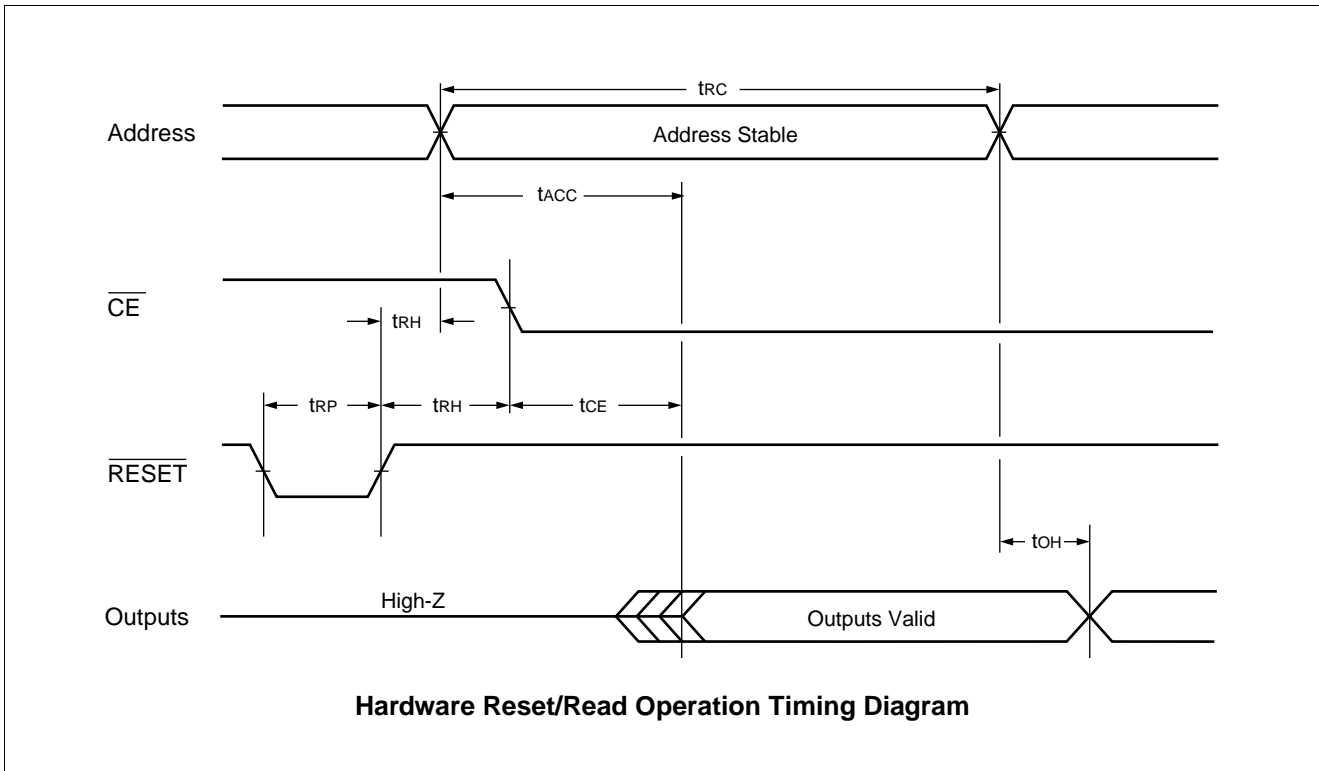 tRC
Address
Address Stable
tACC
CE
tRH
tRP
tRH
tCE
RESET
tOH
High-Z
Outputs
Outputs Valid
Hardware Reset/Read Operation Timing Diagram